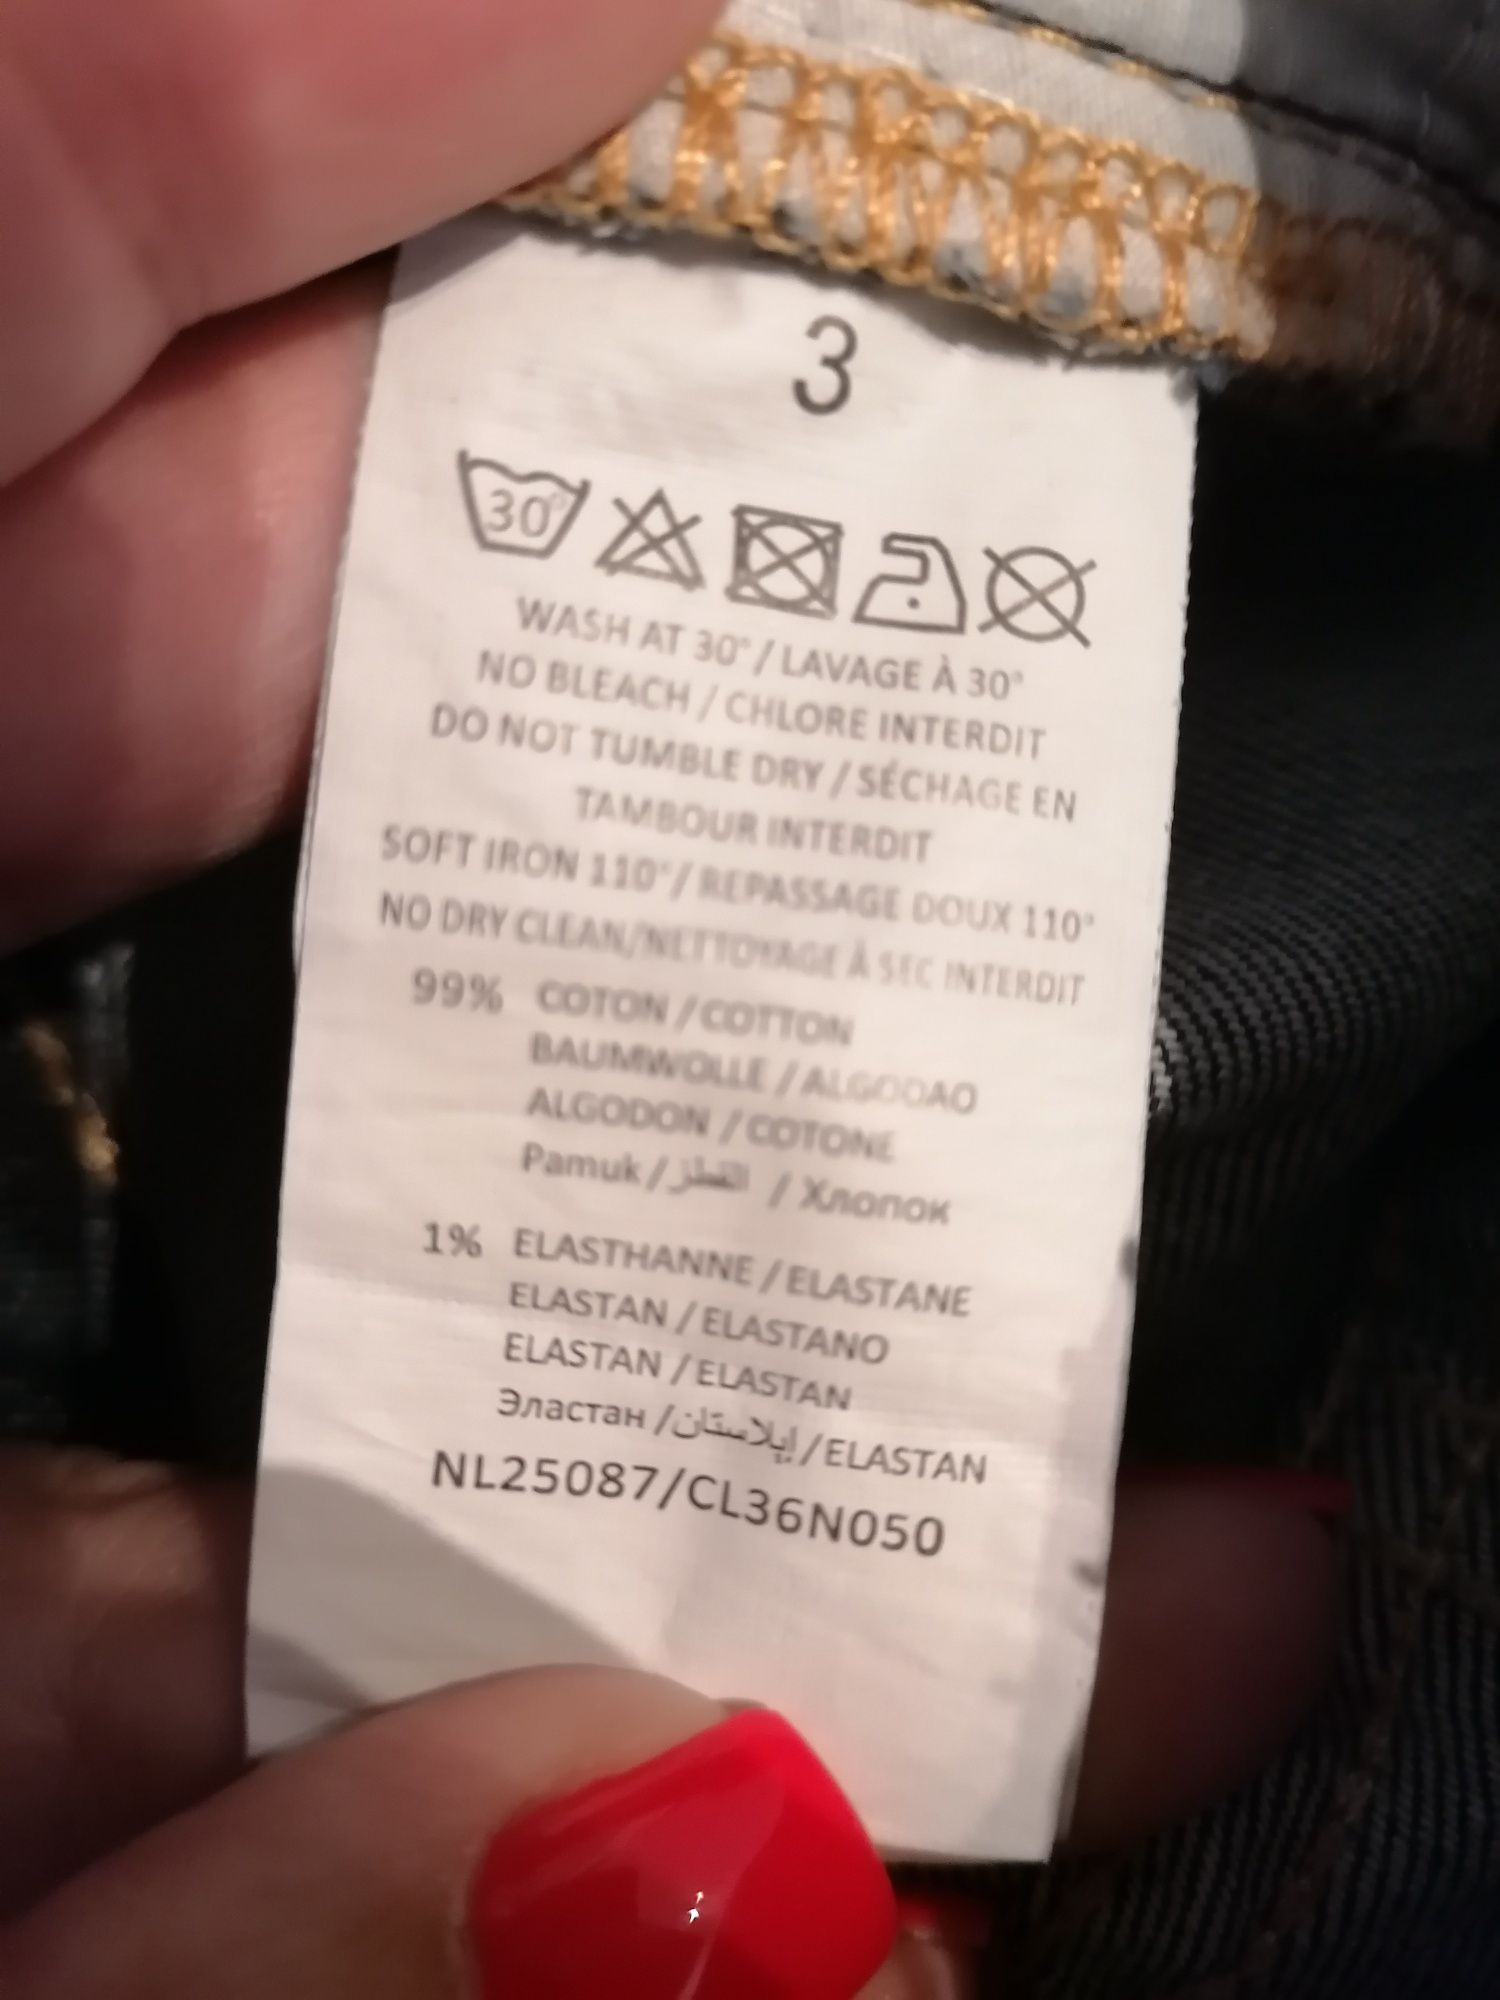 3
30°
WASH AT 30° / LAVAGE À 30°
NO BLEACH / CHLORE INTERDIT
DO NOT TUMBLE DRY / SÉCHAGE EN
TAMBOUR INTERDIT
SOFT IRON 110° / REPASSAGE DOUX 110°
NO DRY CLEAN/NETTOYAGE À SEC INTERDIT
99% COTON / COTTON
BAUMWOLLE / ALGODAO
ALGODON / COTONE
Pamuk / / Хлопок
1% ELASTHANNE / ELASTANE
ELASTAN / ELASTANO
ELASTAN / ELASTAN
Эластан / إيلاستان / ELASTAN
NL25087/CL36N050